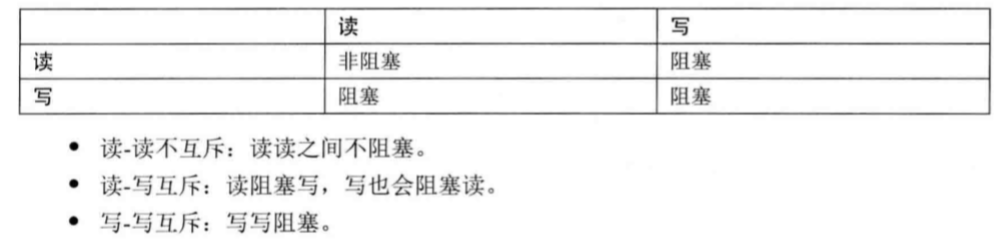 读 写
读 非阻塞 阻塞
写 阻塞 阻塞
• 读-读不互斥：读读之间不阻塞。
• 读-写互斥：读阻塞写，写也会阻塞读。
• 写-写互斥：写写阻塞。